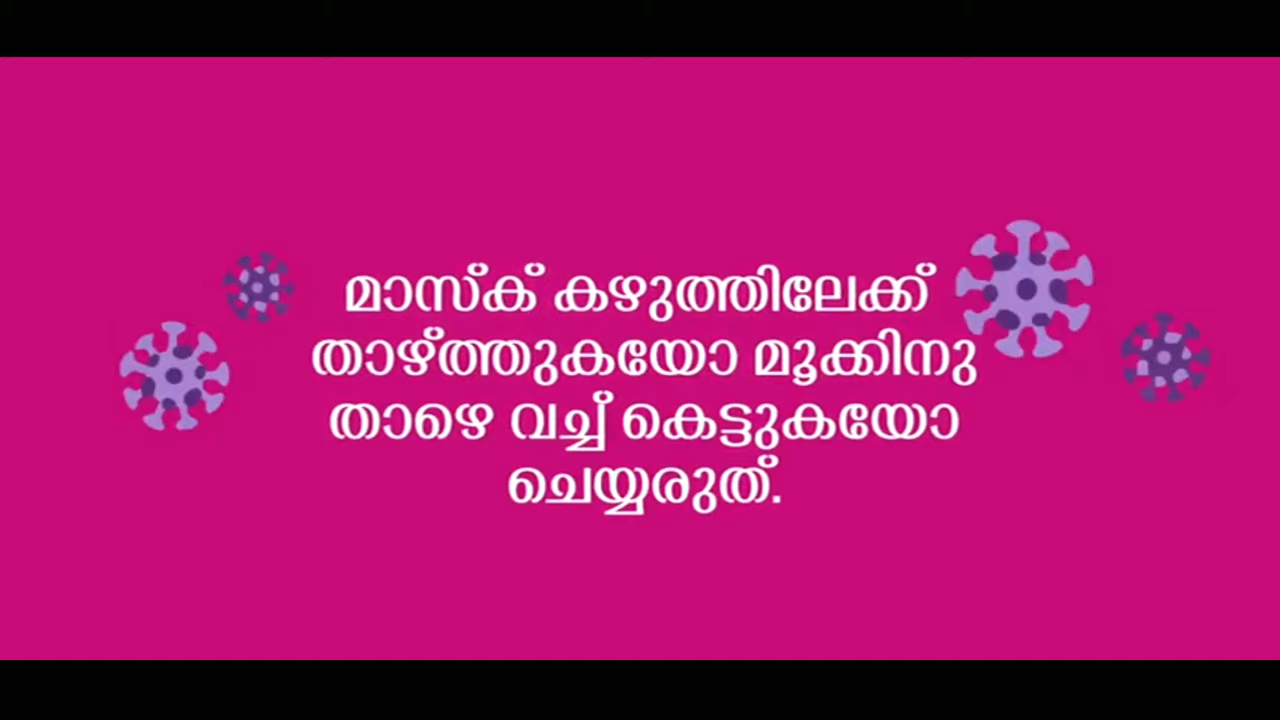 മാസ്ക് കഴുത്തിലേക്ക്
താഴ്ത്തുകയോ മൂക്കിനു
താഴെ വച്ച് കെട്ടുകയോ
ചെയ്യരുത്.